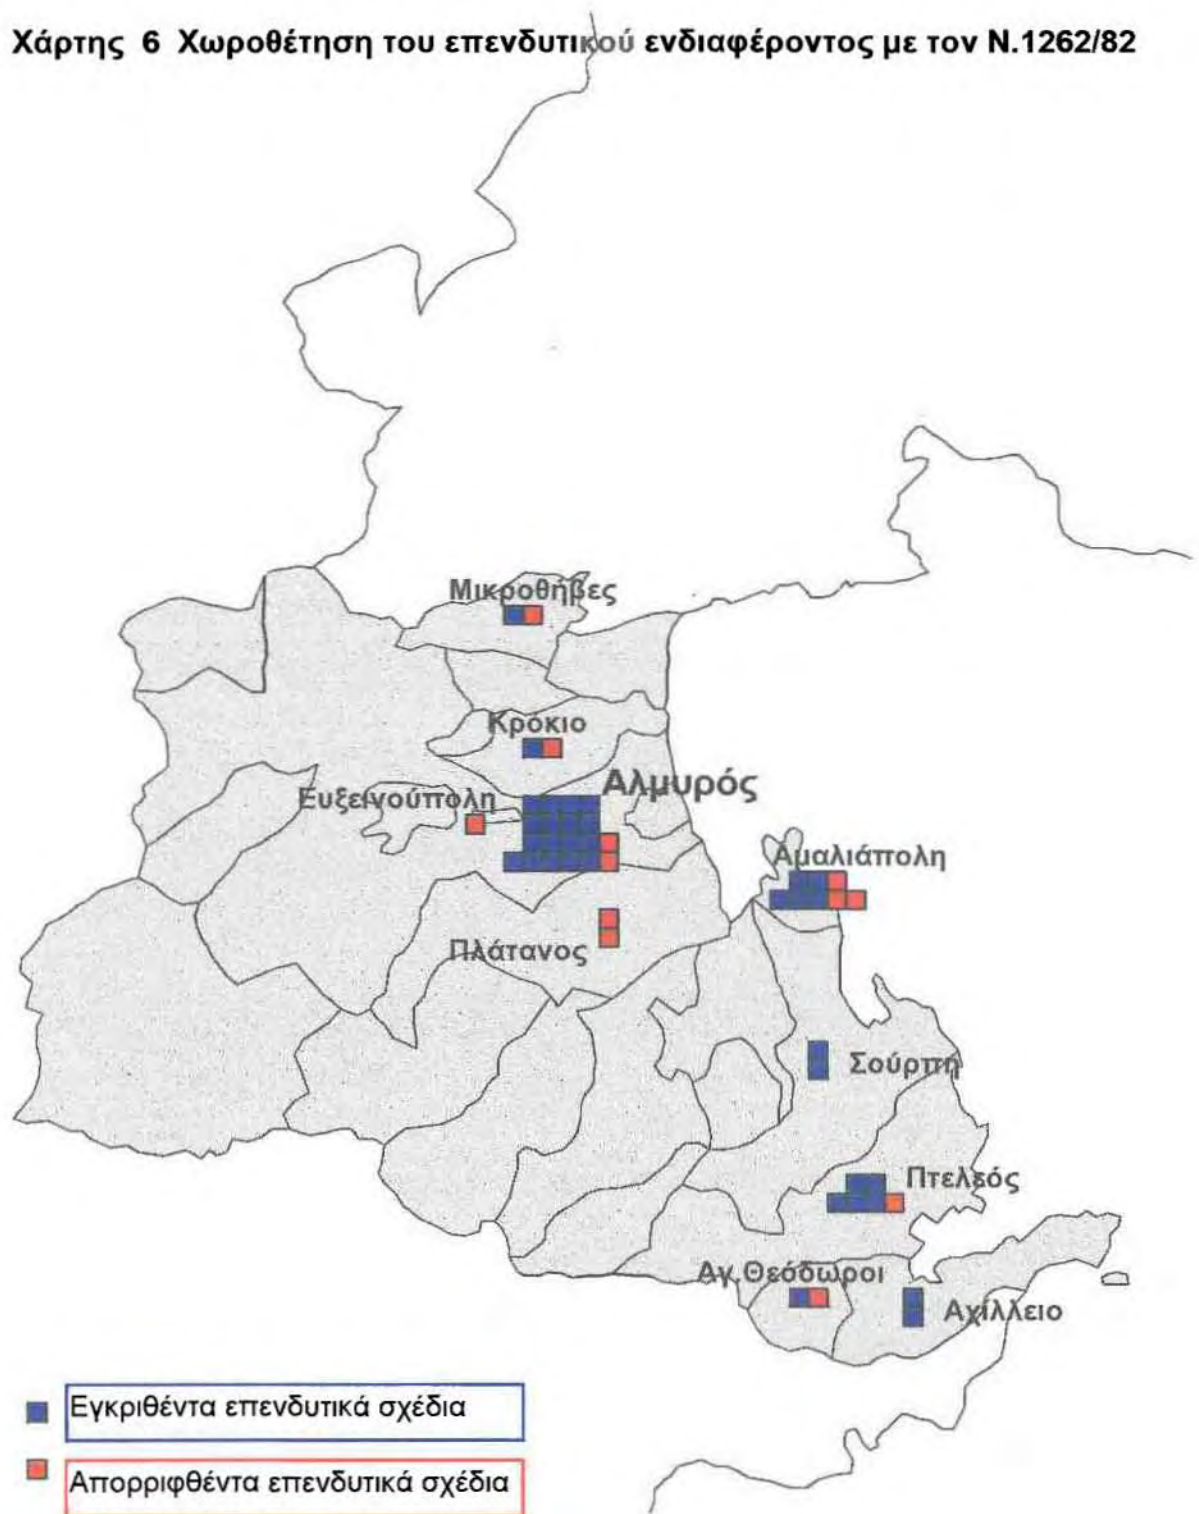 Χάρτης 6 Χωροθέτηση του επενδυτικού ενδιαφέροντος με τον Ν.1262/82
Μικροθήβες
Κρόκιο
Αλμυρός
Ευξεινούπολη
Αμαλιάπολη
Πλάτανος
Σούρπη
Πτελεός
Αγ.Θεόδωροι
Αχίλλειο
Εγκριθέντα επενδυτικά σχέδια
Απορριφθέντα επενδυτικά σχέδια